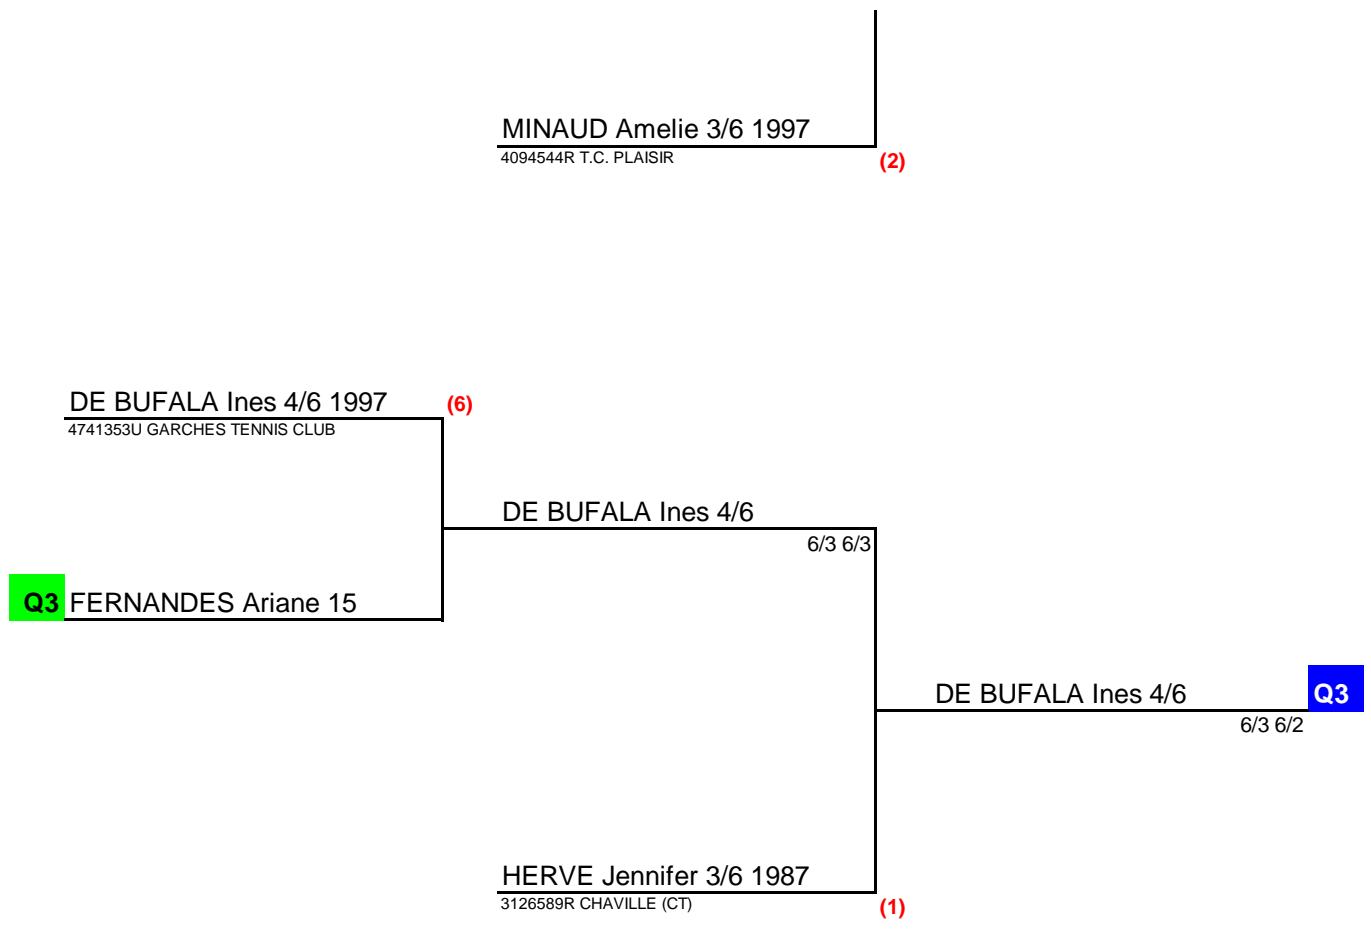 MINAUD Amelie 3/6 1997
4094544R T.C. PLAISIR
(2)
DE BUFALA Ines 4/6 1997
(6)
4741353U GARCHES TENNIS CLUB
DE BUFALA Ines 4/6
6/3 6/3
Q3 FERNANDES Ariane 15
DE BUFALA Ines 4/6
Q3
6/3 6/2
HERVE Jennifer 3/6 1987
3126589R CHAVILLE (CT)
(1)